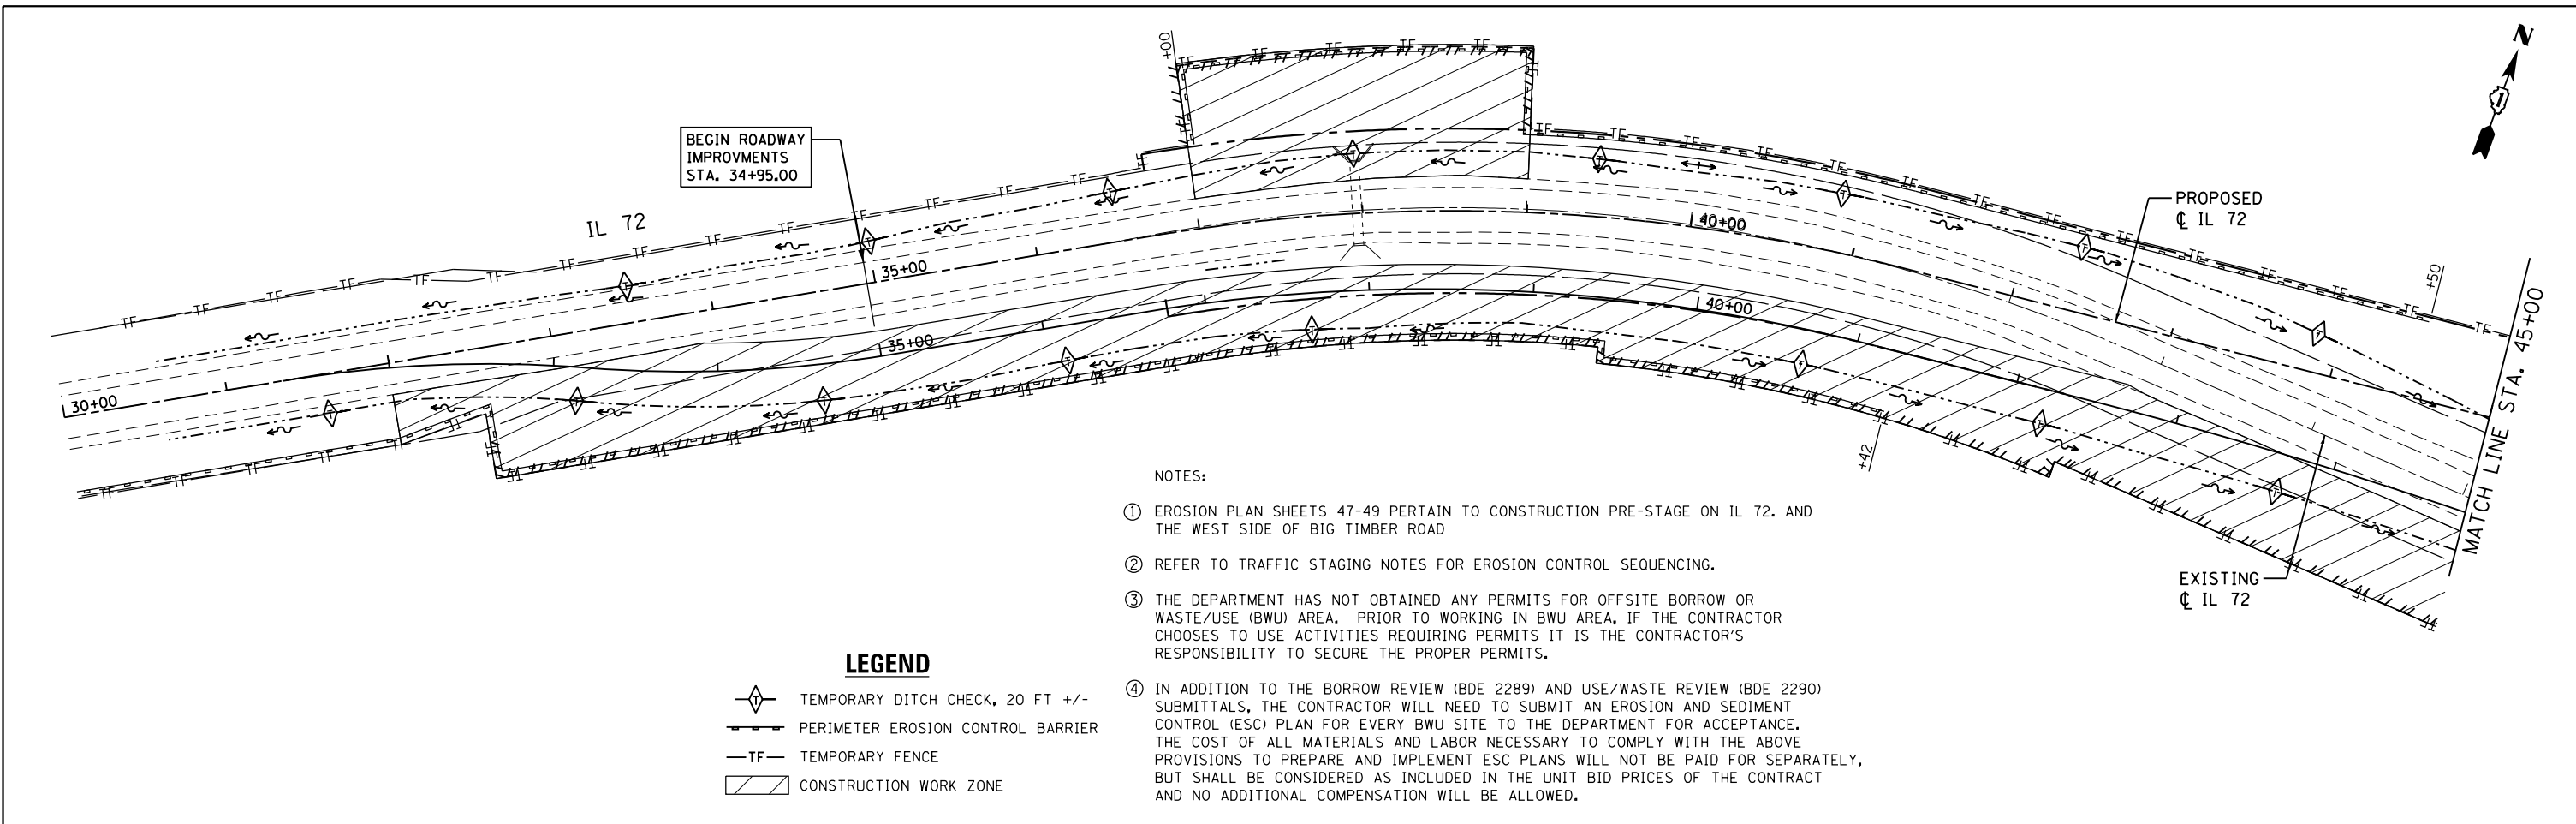 +00
N
BEGIN ROADWAY
IMPROVMENTS
STA. 34+95.00
IL 72
PROPOSED
℄ IL 72
40+00
35+00
+50
40+00
35+00
30+00
MATCH LINE STA. 45+00
+42
EXISTING
℄ IL 72
NOTES:
① EROSION PLAN SHEETS 47-49 PERTAIN TO CONSTRUCTION PRE-STAGE ON IL 72. AND
THE WEST SIDE OF BIG TIMBER ROAD
② REFER TO TRAFFIC STAGING NOTES FOR EROSION CONTROL SEQUENCING.
③ THE DEPARTMENT HAS NOT OBTAINED ANY PERMITS FOR OFFSITE BORROW OR
WASTE/USE (BWU) AREA. PRIOR TO WORKING IN BWU AREA, IF THE CONTRACTOR
CHOOSES TO USE ACTIVITIES REQUIRING PERMITS IT IS THE CONTRACTOR'S
RESPONSIBILITY TO SECURE THE PROPER PERMITS.
④ IN ADDITION TO THE BORROW REVIEW (BDE 2289) AND USE/WASTE REVIEW (BDE 2290)
SUBMITTALS, THE CONTRACTOR WILL NEED TO SUBMIT AN EROSION AND SEDIMENT
CONTROL (ESC) PLAN FOR EVERY BWU SITE TO THE DEPARTMENT FOR ACCEPTANCE.
THE COST OF ALL MATERIALS AND LABOR NECESSARY TO COMPLY WITH THE ABOVE
PROVISIONS TO PREPARE AND IMPLEMENT ESC PLANS WILL NOT BE PAID FOR SEPARATELY,
BUT SHALL BE CONSIDERED AS INCLUDED IN THE UNIT BID PRICES OF THE CONTRACT
AND NO ADDITIONAL COMPENSATION WILL BE ALLOWED.
LEGEND
T TEMPORARY DITCH CHECK, 20 FT +/-
PERIMETER EROSION CONTROL BARRIER
TF TEMPORARY FENCE
CONSTRUCTION WORK ZONE